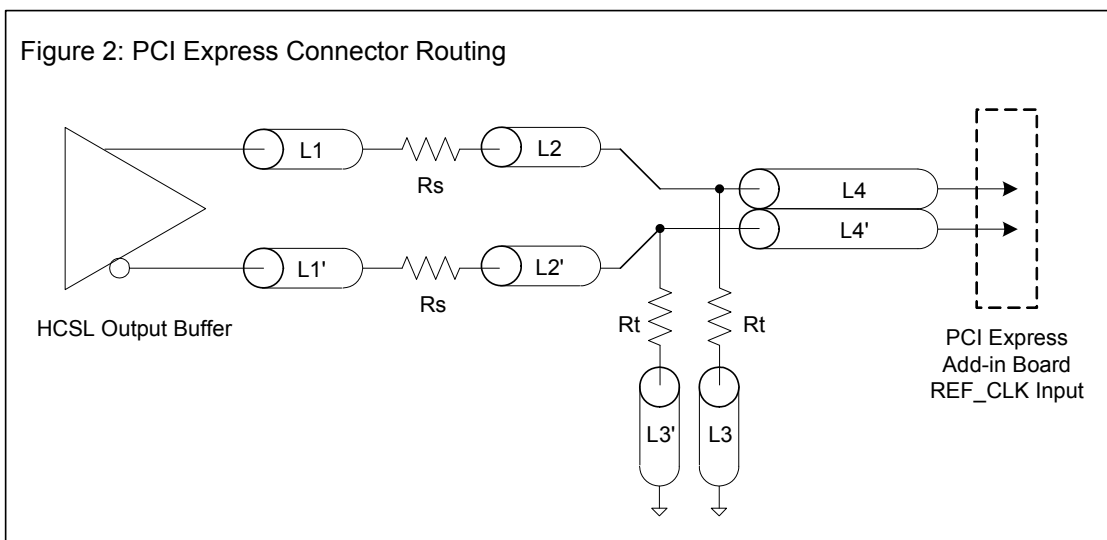 Figure 2: PCI Express Connector Routing
L1
Rs
L2
L4
L4'
L1'
Rs
L2'
HCSL Output Buffer
Rt
Rt
L3'
L3
PCI Express
Add-in Board
REF_CLK Input